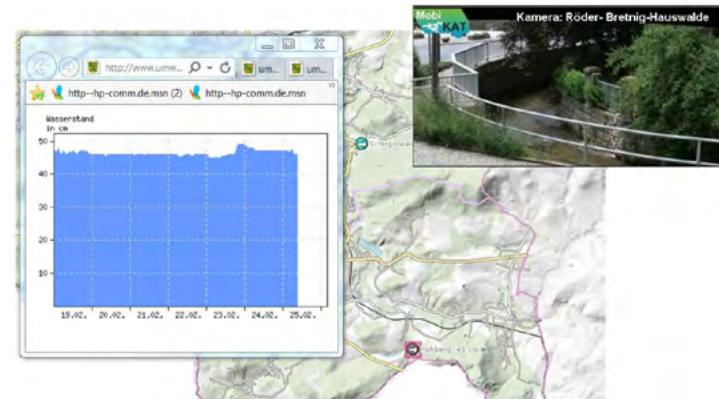 Mobi
KAT
Kamera: Röder- Bretnig-Hauswalde
http://www.umw...
um...
um...
http--hp-comm.de.msn (2)
http--hp-comm.de.msn
Wasserstand
in cm
50
40
30
20
10
19.02. 20.02. 21.02. 22.02. 23.02. 24.02. 25.02.